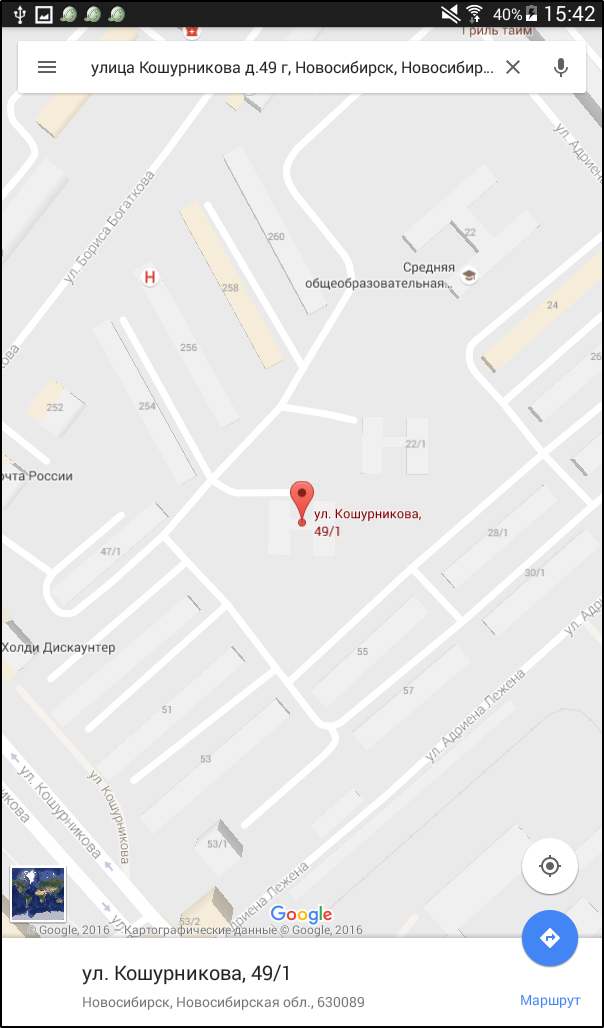 40% 15:42
Гриль тайм
улица Кошурникова д.49 г, Новосибирск, Новосибир...
ул. Адриена Лежена
ул. Бориса Богаткова
260
22
Средняя
общеобразовательная...
H
258
24
256
26
254
252
22/1
чта России
ул. Кошурникова,
49/1
28/1
47/1
30/1
Холди Дискаунтер
55
57
51
ул. Адриена Лежена
53
ул. Кошурникова
ул. Кошурникова
53/1
53/2
ул. Адриена Лежена
Google
© Google, 2016 – Картографические данные © Google, 2016
ул. Кошурникова, 49/1
Новосибирск, Новосибирская обл., 630089
Маршрут